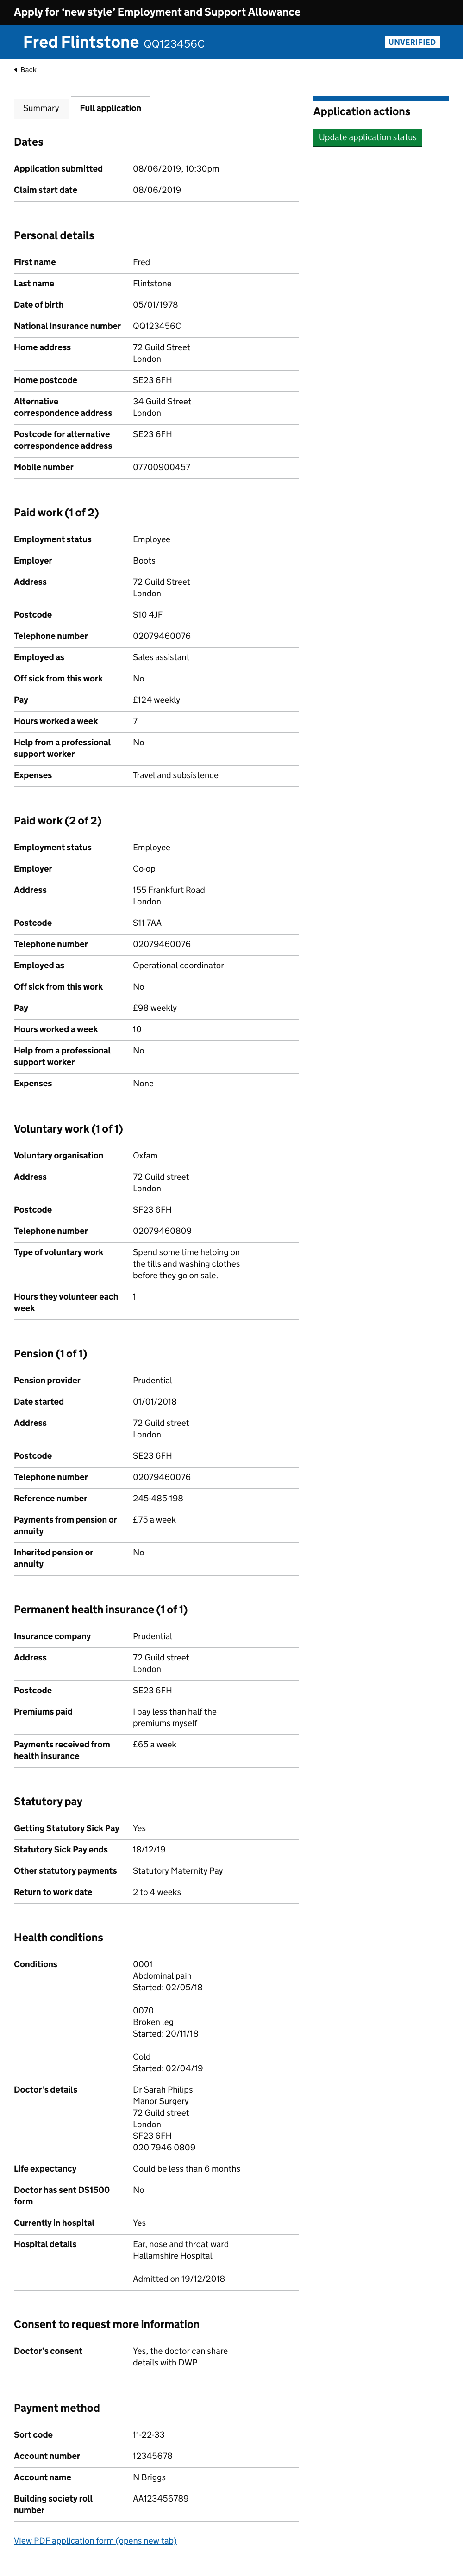 Apply for ‘new style’ Employment and Support Allowance
Fred Flintstone QQ123456C
UNVERIFIED
Back
Summary
Full application
Application actions
Update application status
Dates
Application submitted 08/06/2019, 10:30pm
Claim start date 08/06/2019
Personal details
First name Fred
Last name Flintstone
Date of birth 05/01/1978
National Insurance number QQ123456C
Home address 72 Guild Street
London
Home postcode SE23 6FH
Alternative 34 Guild Street
correspondence address London
Postcode for alternative SE23 6FH
correspondence address
Mobile number 07700900457
Paid work (1 of 2)
Employment status Employee
Employer Boots
Address 72 Guild Street
London
Postcode S10 4JF
Telephone number 02079460076
Employed as Sales assistant
Off sick from this work No
Pay £124 weekly
Hours worked a week 7
Help from a professional No
support worker
Expenses Travel and subsistence
Paid work (2 of 2)
Employment status Employee
Employer Co-op
Address 155 Frankfurt Road
London
Postcode S11 7AA
Telephone number 02079460076
Employed as Operational coordinator
Off sick from this work No
Pay £98 weekly
Hours worked a week 10
Help from a professional No
support worker
Expenses None
Voluntary work (1 of 1)
Voluntary organisation Oxfam
Address 72 Guild street
London
Postcode SF23 6FH
Telephone number 02079460809
Type of voluntary work Spend some time helping on
the tills and washing clothes
before they go on sale.
Hours they volunteer each 1
week
Pension (1 of 1)
Pension provider Prudential
Date started 01/01/2018
Address 72 Guild street
London
Postcode SE23 6FH
Telephone number 02079460076
Reference number 245-485-198
Payments from pension or £75 a week
annuity
Inherited pension or No
annuity
Permanent health insurance (1 of 1)
Insurance company Prudential
Address 72 Guild street
London
Postcode SE23 6FH
Premiums paid I pay less than half the
premiums myself
Payments received from £65 a week
health insurance
Statutory pay
Getting Statutory Sick Pay Yes
Statutory Sick Pay ends 18/12/19
Other statutory payments Statutory Maternity Pay
Return to work date 2 to 4 weeks
Health conditions
Conditions 0001
Abdominal pain
Started: 02/05/18
0070
Broken leg
Started: 20/11/18
Cold
Started: 02/04/19
Doctor’s details Dr Sarah Philips
Manor Surgery
72 Guild street
London
SF23 6FH
020 7946 0809
Life expectancy Could be less than 6 months
Doctor has sent DS1500 No
form
Currently in hospital Yes
Hospital details Ear, nose and throat ward
Hallamshire Hospital
Admitted on 19/12/2018
Consent to request more information
Doctor’s consent Yes, the doctor can share
details with DWP
Payment method
Sort code 11-22-33
Account number 12345678
Account name N Briggs
Building society roll AA123456789
number
View PDF application form (opens new tab)